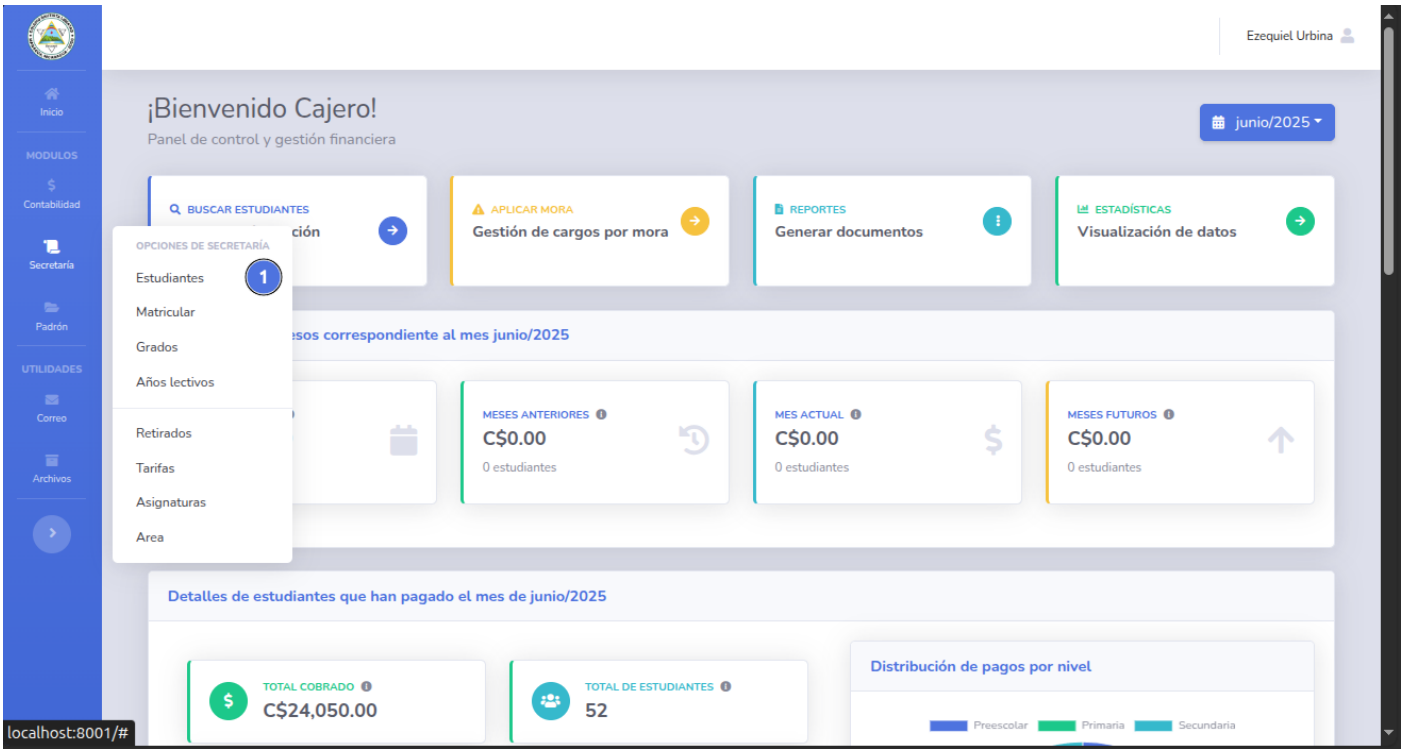 Ezequiel Urbina
Inicio
MODULOS
Contabilidad
Secretaría
Padrón
UTILIDADES
Correo
Archivos
¡Bienvenido Cajero!
Panel de control y gestión financiera
junio/2025
BUSCAR ESTUDIANTES
ción
APLICAR MORA
Gestión de cargos por mora
REPORTES
Generar documentos
ESTADÍSTICAS
Visualización de datos
OPCIONES DE SECRETARÍA
Estudiantes
1
Matricular
Grados
Años lectivos
Retirados
Tarifas
Asignaturas
Area
esos correspondiente al mes junio/2025
MESES ANTERIORES
C$0.00
0 estudiantes
MES ACTUAL
C$0.00
0 estudiantes
MESES FUTUROS
C$0.00
0 estudiantes
Detalles de estudiantes que han pagado el mes de junio/2025
TOTAL COBRADO
C$24,050.00
TOTAL DE ESTUDIANTES
52
Distribución de pagos por nivel
Preescolar Primaria Secundaria
localhost:8001/#